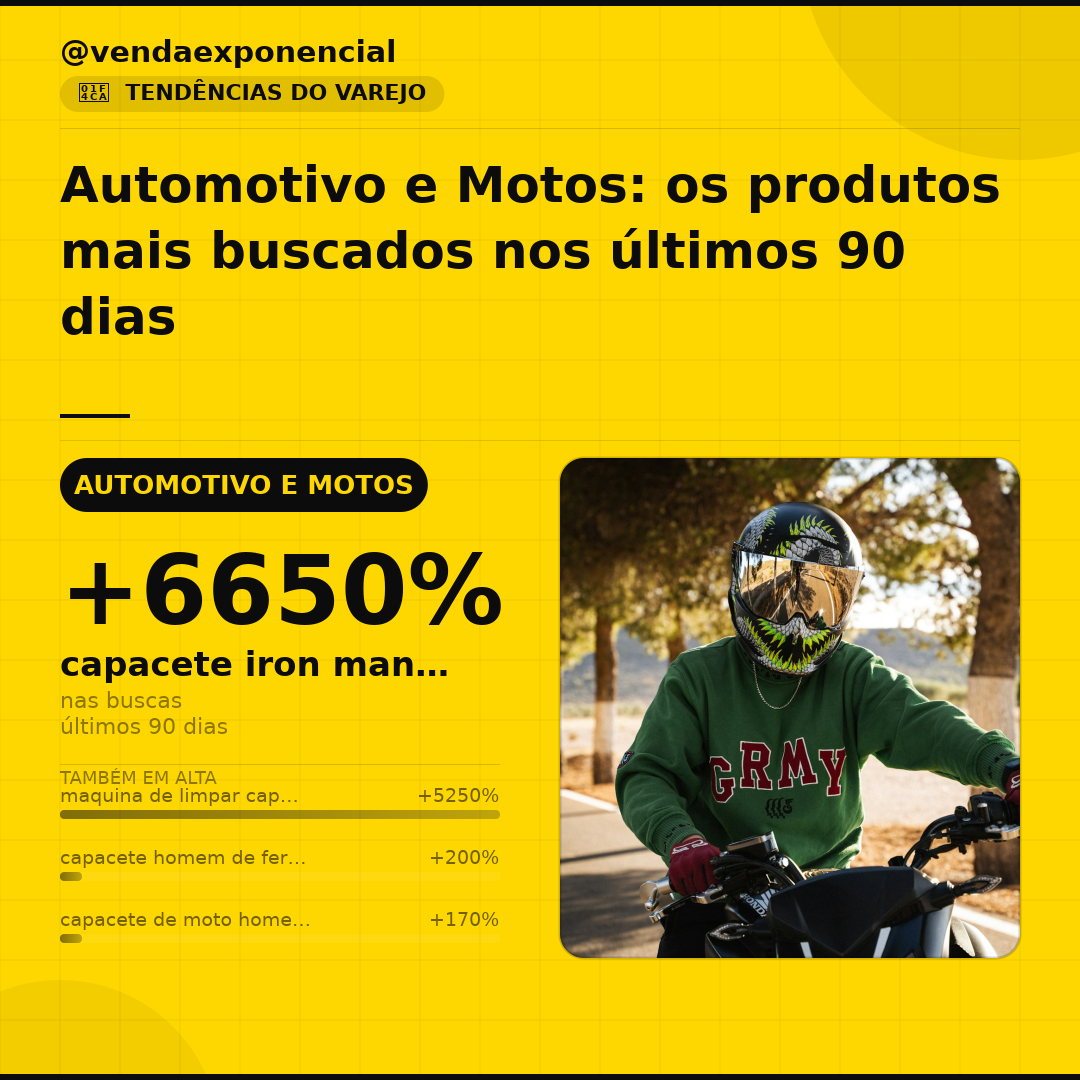 @vendaexponencial
01F
4CA TENDÊNCIAS DO VAREJO
Automotivo e Motos: os produtos
mais buscados nos últimos 90
dias
AUTOMOTIVO E MOTOS
+6650%
capacete iron man...
nas buscas
últimos 90 dias
TAMBÉM EM ALTA
maquina de limpar cap... +5250%
capacete homem de fer... +200%
capacete de moto home... +170%
GRMY